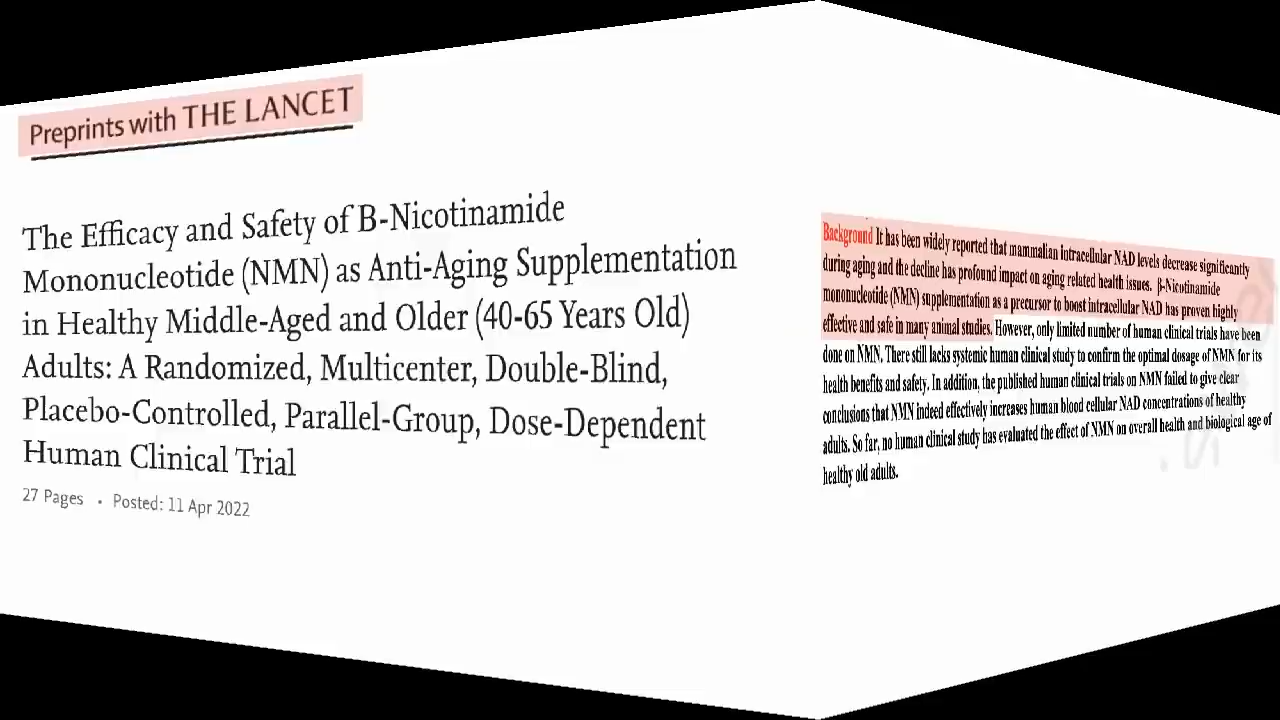 Preprints with THE LANCET
The Efficacy and Safety of B-Nicotinamide
Mononucleotide (NMN) as Anti-Aging Supplementation
in Healthy Middle-Aged and Older (40-65 Years Old)
Adults: A Randomized, Multicenter, Double-Blind,
Placebo-Controlled, Parallel-Group, Dose-Dependent
Human Clinical Trial
27 Pages • Posted: 11 Apr 2022
Background It has been widely reported that mammalian intracellular NAD levels decrease significantly
during aging and the decline has profound impact on aging related health issues. β-Nicotinamide
mononucleotide (NMN) supplementation as a precursor to boost intracellular NAD has proven highly
effective and safe in many animal studies. However, only limited number of human clinical trials have been
done on NMN. There still lacks systemic human clinical study to confirm the optimal dosage of NMN for its
health benefits and safety. In addition, the published human clinical trials on NMN failed to give clear
conclusions that NMN indeed effectively increases human blood cellular NAD concentrations of healthy
adults. So far, no human clinical study has evaluated the effect of NMN on overall health and biological age of
healthy old adults.